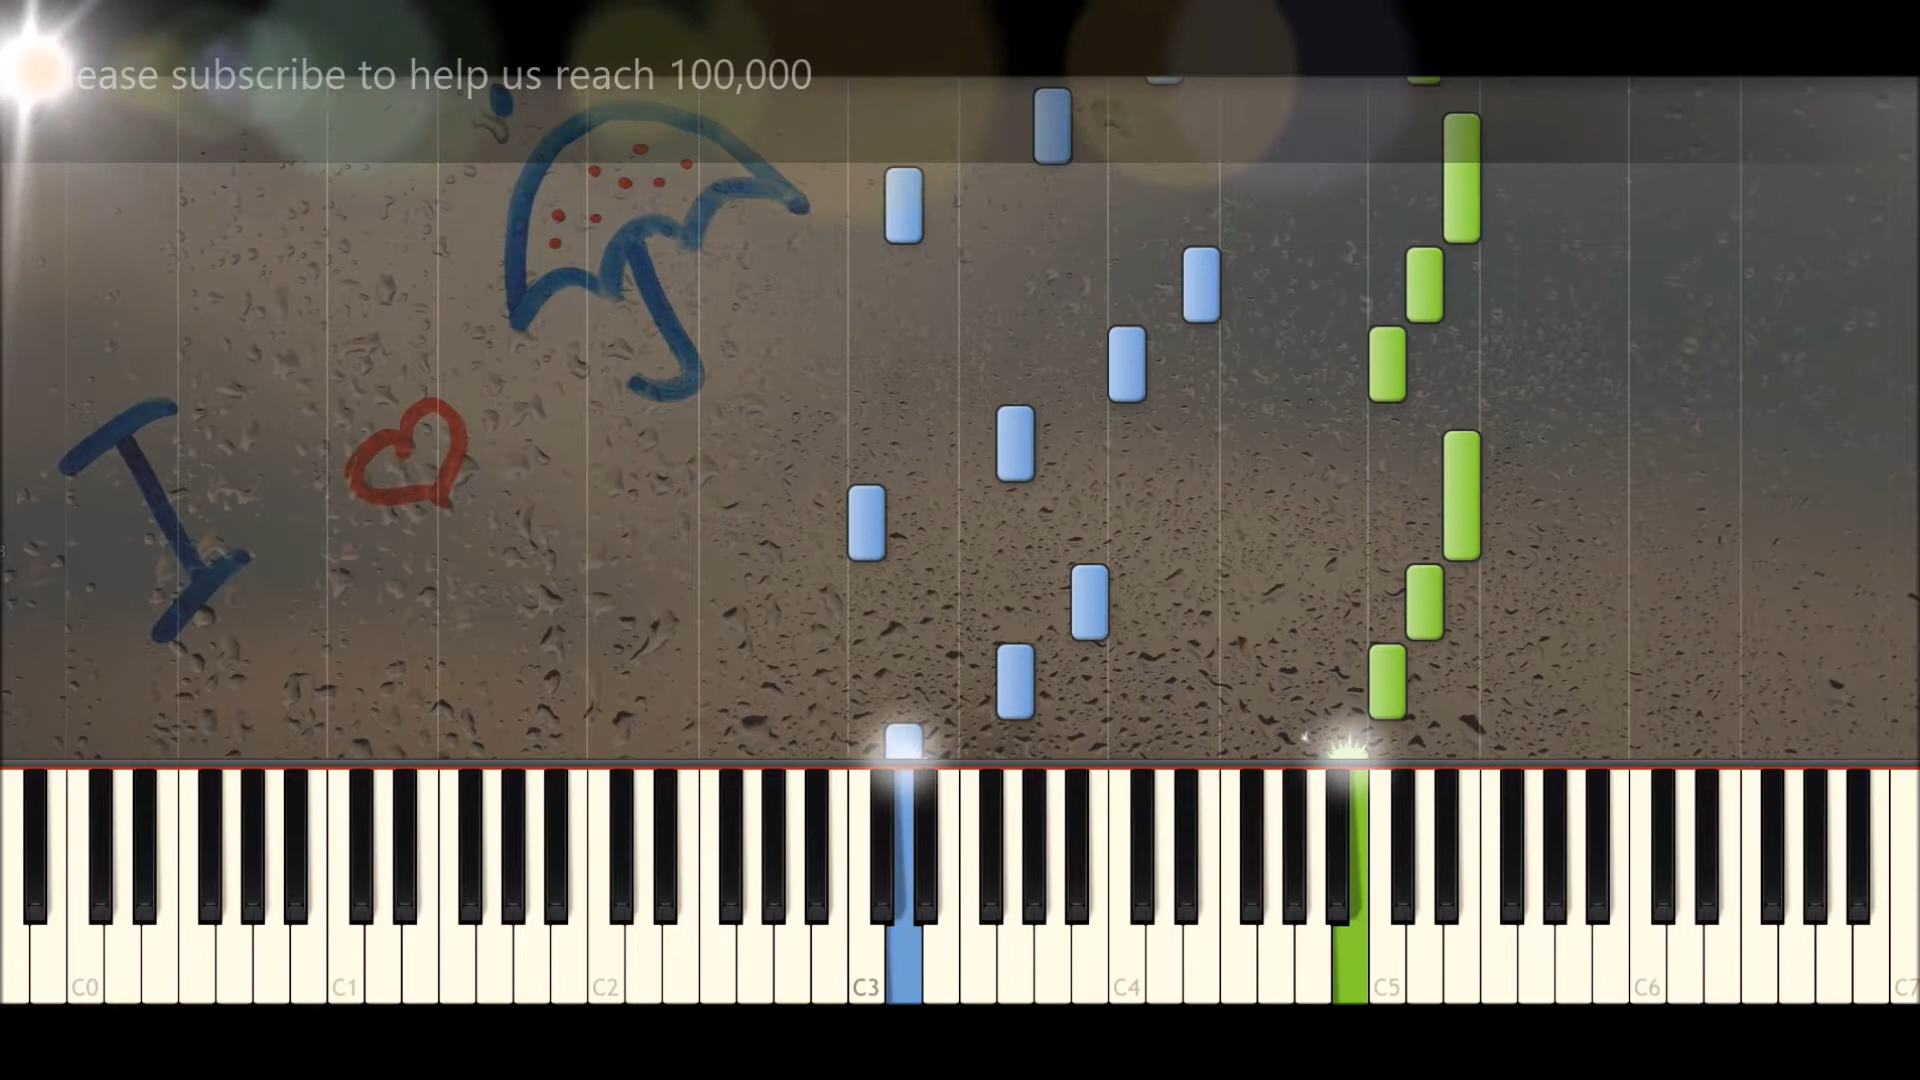 ease subscribe to help us reach 100,000
I
C0 C1 C2 C3 C4 C5 C6 C7